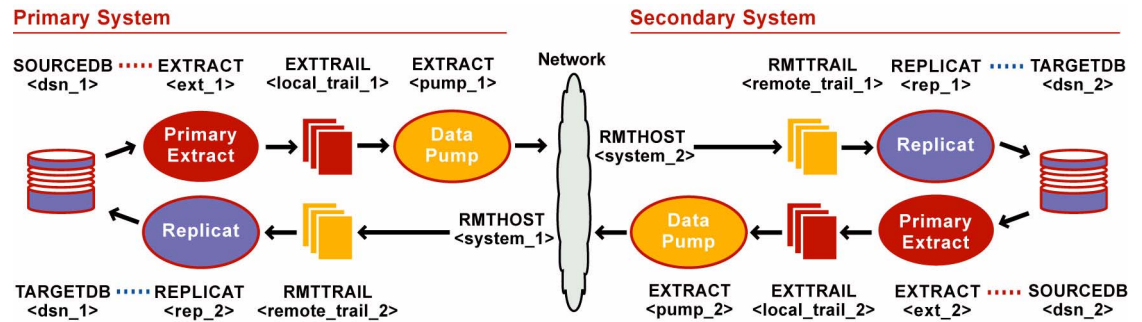 Primary System
Secondary System
SOURCEDB
<dsn_1>
EXTRACT
<ext_1>
EXTTRAIL
<local_trail_1>
EXTRACT
<pump_1>
Network
RMTTRAIL
<remote_trail_1>
REPLICAT
<rep_1>
TARGETDB
<dsn_2>
Primary
Extract
Data
Pump
RMTHOST
<system_2>
Replicat
Replicat
RMTHOST
<system_1>
Data
Pump
Primary
Extract
TARGETDB
<dsn_1>
REPLICAT
<rep_2>
RMTTRAIL
<remote_trail_2>
EXTRACT
<pump_2>
EXTTRAIL
<local_trail_2>
EXTRACT
<ext_2>
SOURCEDB
<dsn_2>